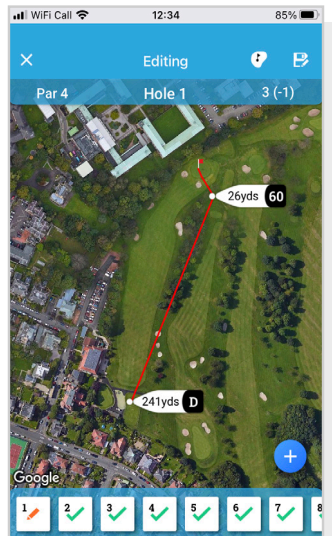 WiFi Call 12:34 85%
Editing
Par 4 Hole 1 3 (-1)
26yds 60
241yds D
Google
+
1 2 3 4 5 6 7 8